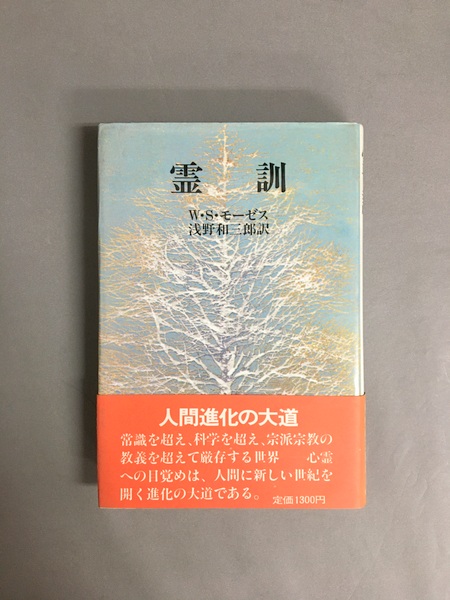 霊訓
W・S・モーゼス
浅野和三郎訳
人間進化の大道
常識を超え、科学を超え、宗派宗教の
教義を超えて厳存する世界　心霊
への目覚めは、人間に新しい世紀を
開く進化の大道である。
定価1300円